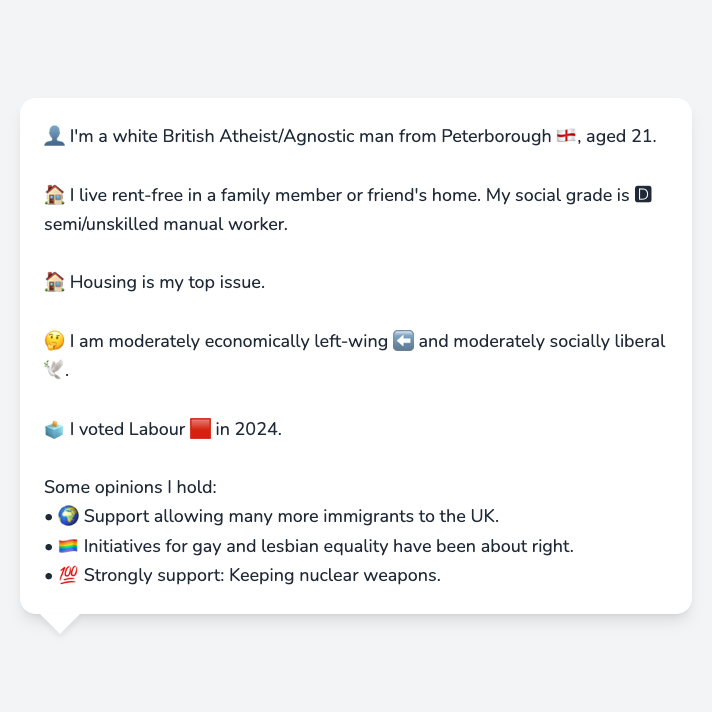 👤 I'm a white British Atheist/Agnostic man from Peterborough 🏴󠁧󠁢󠁥󠁮󠁧󠁿, aged 21.
🏠 I live rent-free in a family member or friend's home. My social grade is 🅳
semi/unskilled manual worker.
🏠 Housing is my top issue.
🤔 I am moderately economically left-wing ⬅️ and moderately socially liberal
🕊️.
🗳️ I voted Labour 🟥 in 2024.
Some opinions I hold:
• 🌍 Support allowing many more immigrants to the UK.
• 🏳️‍🌈 Initiatives for gay and lesbian equality have been about right.
• 💯 Strongly support: Keeping nuclear weapons.